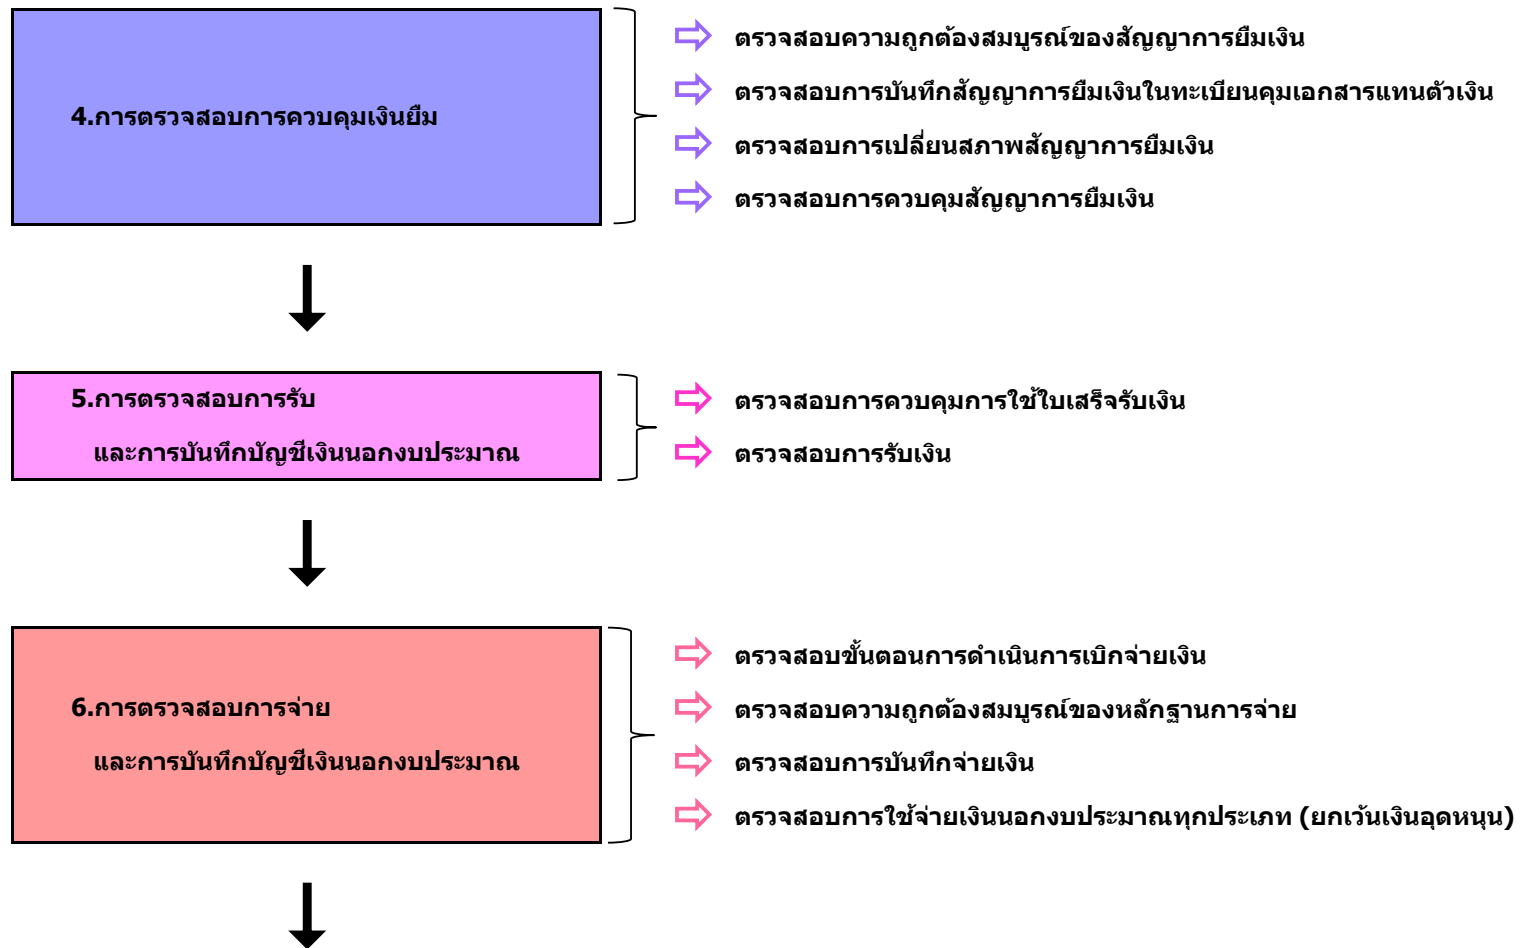 4.การตรวจสอบการควบคุมเงินยืม
ตรวจสอบความถูกต้องสมบูรณ์ของสัญญาการยืมเงิน
ตรวจสอบการบันทึกสัญญาการยืมเงินในทะเบียนคุมเอกสารแทนตัวเงิน
ตรวจสอบการเปลี่ยนสภาพสัญญาการยืมเงิน
ตรวจสอบการควบคุมสัญญาการยืมเงิน
5.การตรวจสอบการรับ
และการบันทึกบัญชีเงินนอกงบประมาณ
ตรวจสอบการควบคุมการใช้ใบเสร็จรับเงิน
ตรวจสอบการรับเงิน
6.การตรวจสอบการจ่าย
และการบันทึกบัญชีเงินนอกงบประมาณ
ตรวจสอบขั้นตอนการดำเนินการเบิกจ่ายเงิน
ตรวจสอบความถูกต้องสมบูรณ์ของหลักฐานการจ่าย
ตรวจสอบการบันทึกจ่ายเงิน
ตรวจสอบการใช้จ่ายเงินนอกงบประมาณทุกประเภท (ยกเว้นเงินอุดหนุน)